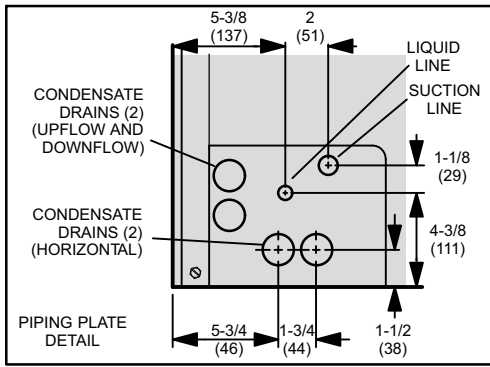 5-3/8
(137)
2
(51)
LIQUID
LINE
SUCTION
LINE
CONDENSATE
DRAINS (2)
(UPFLOW AND
DOWNFLOW)
1-1/8
(29)
CONDENSATE
DRAINS (2)
(HORIZONTAL)
4-3/8
(111)
PIPING PLATE
DETAIL
5-3/4
(46)
1-3/4
(44)
1-1/2
(38)